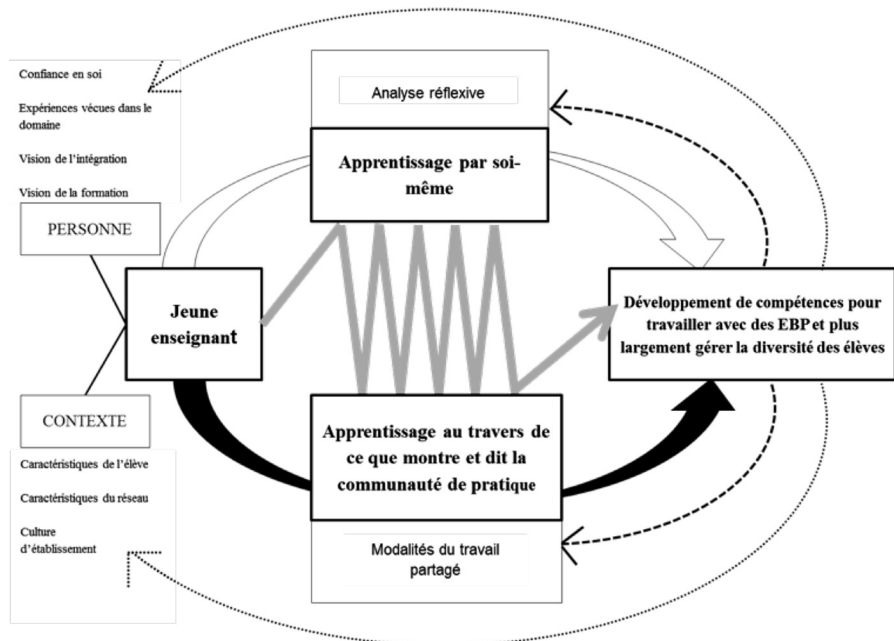 Confiance en soi
Expériences vécues dans le
domaine
Vision de l'intégration
Vision de la formation
PERSONNE
Analyse réflexive
Apprentissage par soi-
même
Jeune
enseignant
Développement de compétences pour
travailler avec des EBP et plus
largement gérer la diversité des élèves
CONTEXTE
Caractéristiques de l'élève
Caractéristiques du réseau
Culture
d'établissement
Apprentissage au travers de
ce que montre et dit la
communauté de pratique
Modalités du travail
partagé